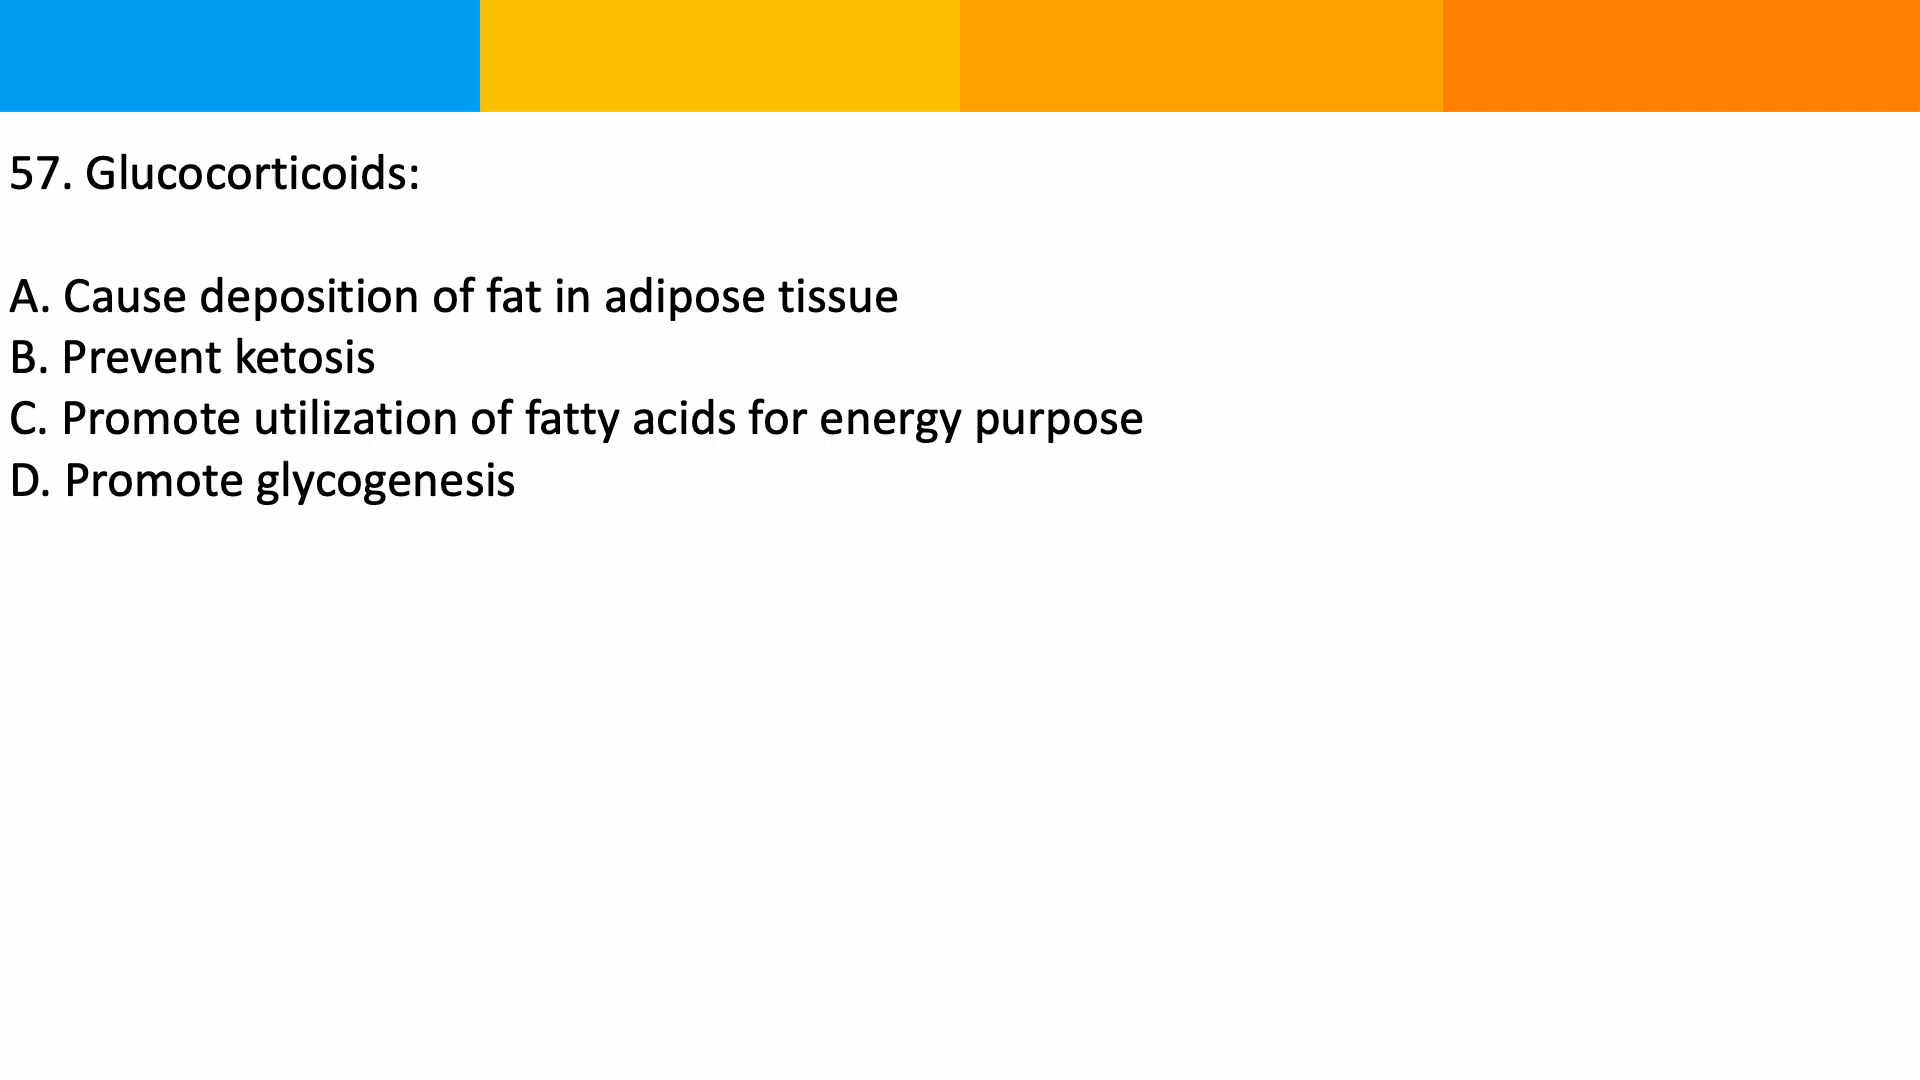 57. Glucocorticoids:
A. Cause deposition of fat in adipose tissue
B. Prevent ketosis
C. Promote utilization of fatty acids for energy purpose
D. Promote glycogenesis